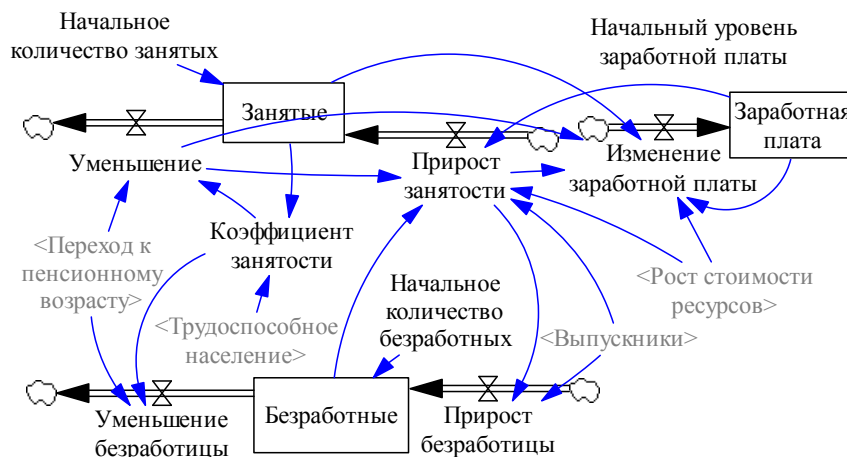 Начальное
количество занятых
Начальный уровень
заработной платы
Занятые
Заработная
плата
Уменьшение
Прирост
занятости
Изменение
заработной платы
Коэффициент
занятости
<Переход к
пенсионному
возрасту>
Начальное
количество
безработных
<Рост стоимости
ресурсов>
<Трудоспособное
население>
<Выпускники>
Уменьшение
безработицы
Безработные
Прирост
безработицы